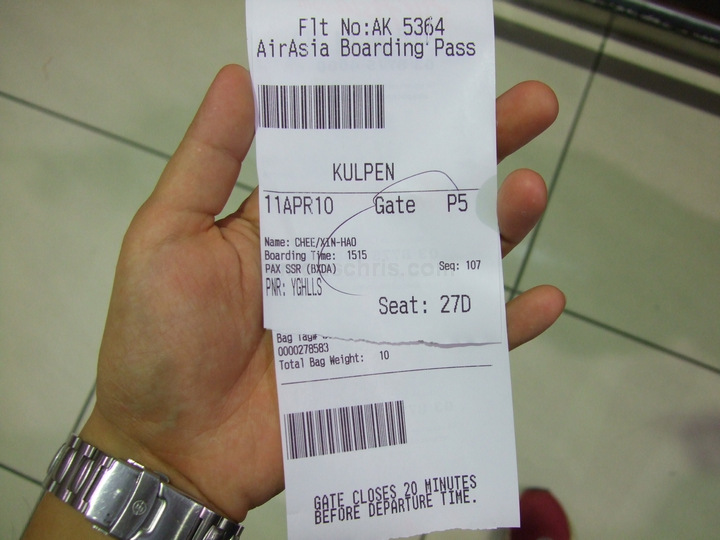 Flt No:AK 5364
AirAsia Boarding Pass
KULPEN
11APR10 Gate P5
Name: CHEE/XIN-HAO
Boarding Time: 1515
PAX SSR (BXDA) Seq: 107
PNR: YGHLLS
Seat: 27D
Bag Tag#
0000278583
Total Bag Weight: 10
GATE CLOSES 20 MINUTES
BEFORE DEPARTURE TIME.